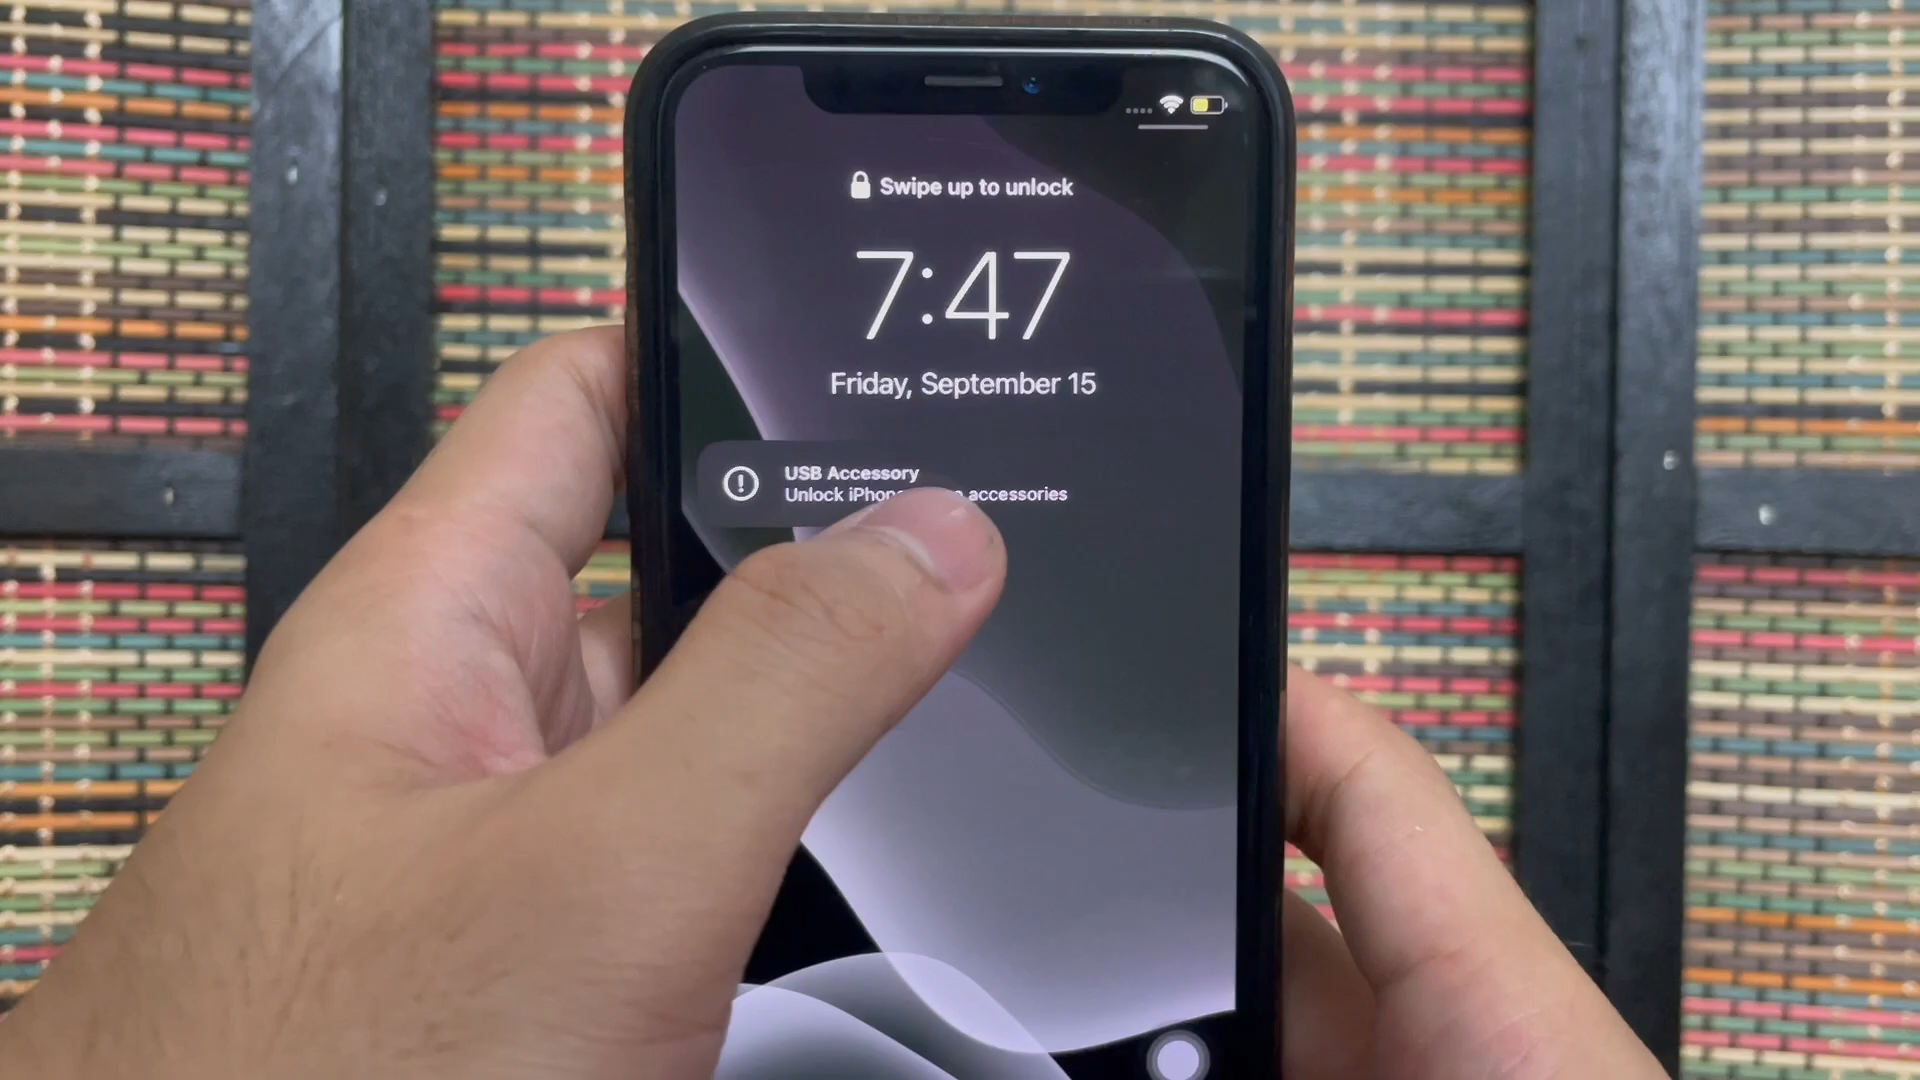 Swipe up to unlock
7:47
Friday, September 15
USB Accessory
Unlock iPhone accessories